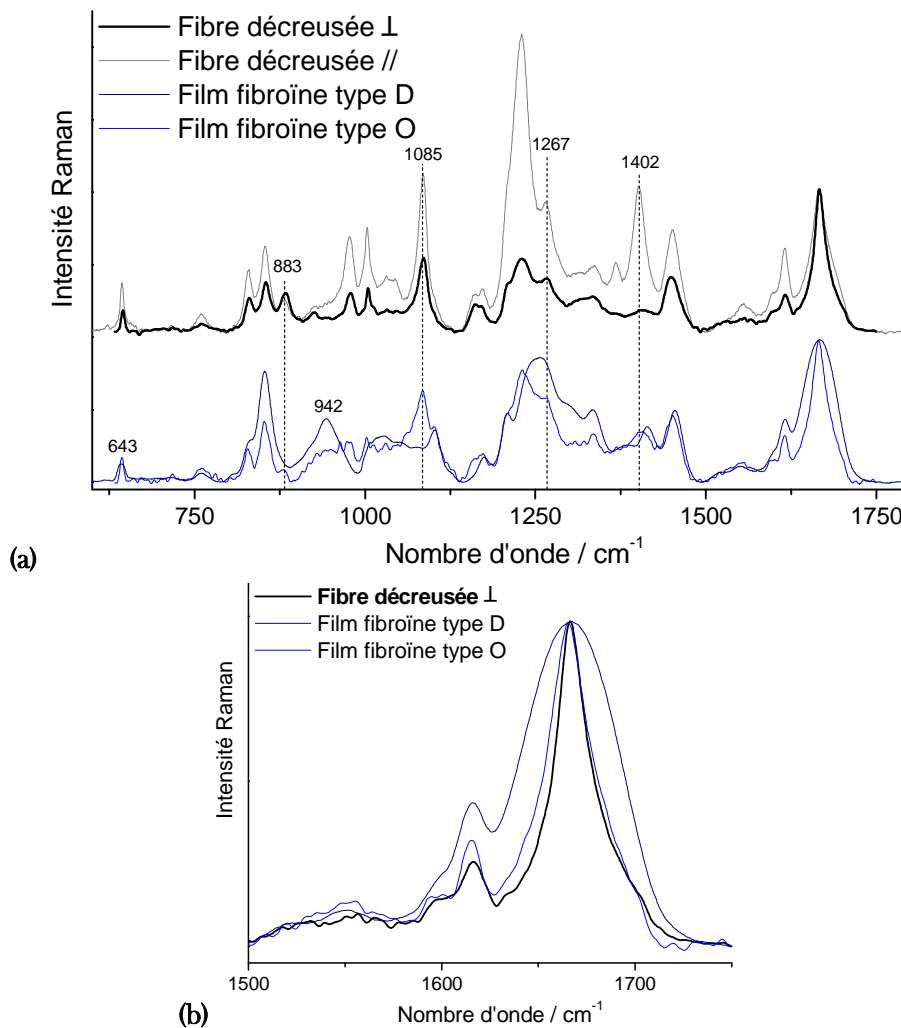 Fibre décreusée ⊥
Fibre décreusée //
Film fibroïne type D
Film fibroïne type O
1085
1267
1402
883
942
643
Intensité Raman
750
1000
1250
1500
1750
Nombre d'onde / cm⁻¹
(a)
Fibre décreusée ⊥
Film fibroïne type D
Film fibroïne type O
Intensité Raman
1500
1600
1700
Nombre d'onde / cm⁻¹
(b)